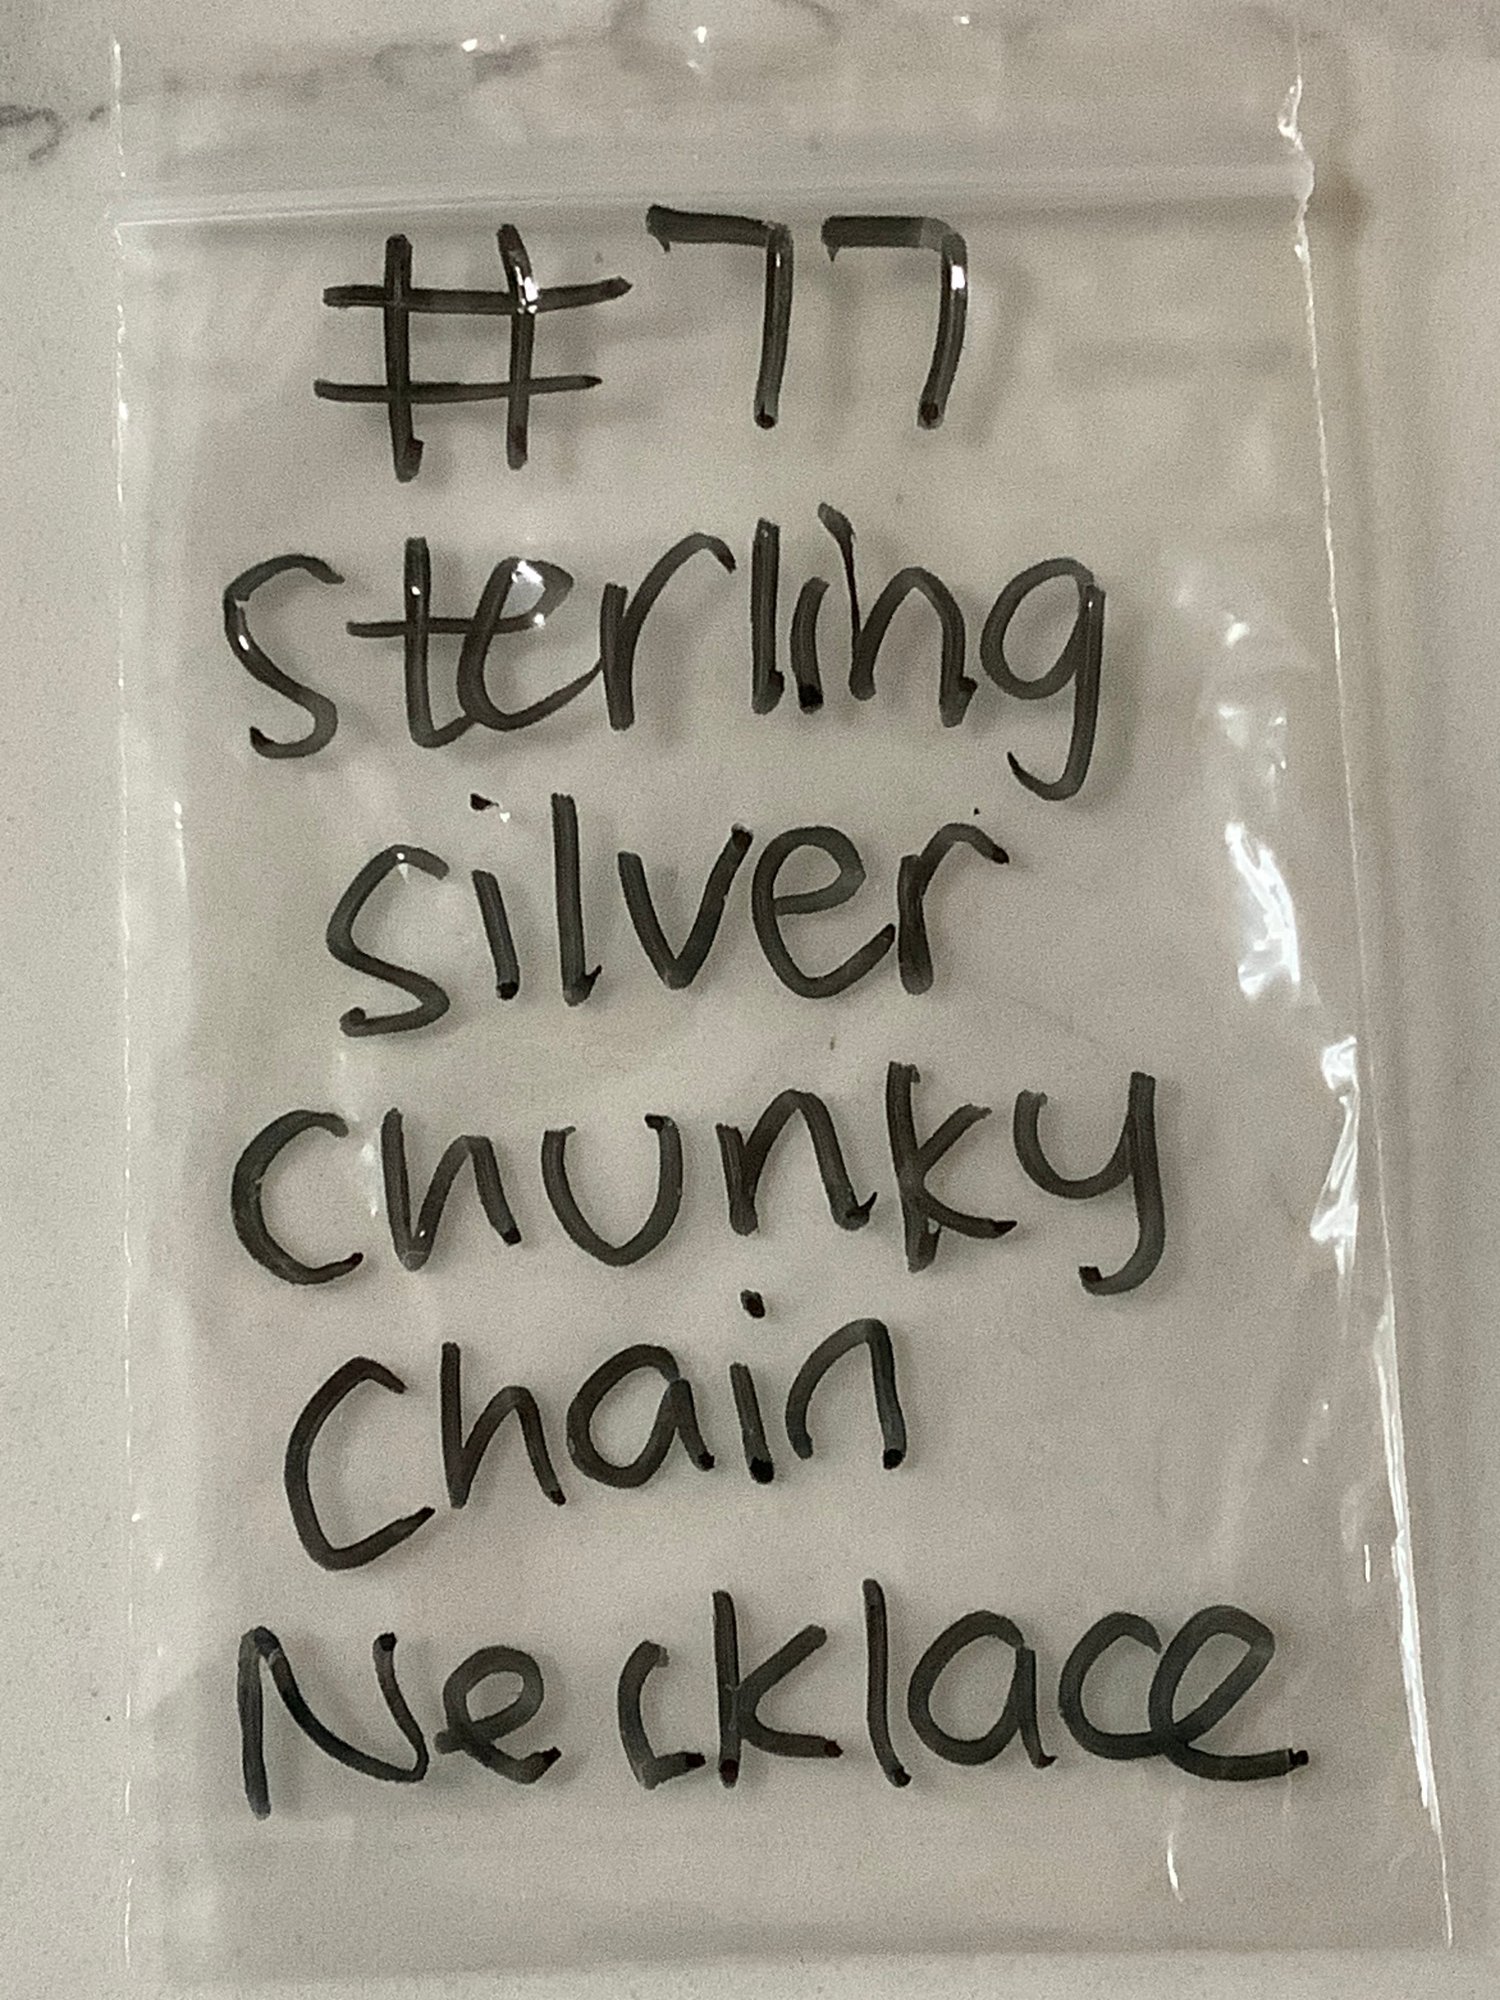 #77
Sterling
silver
chunky
chain
Necklace